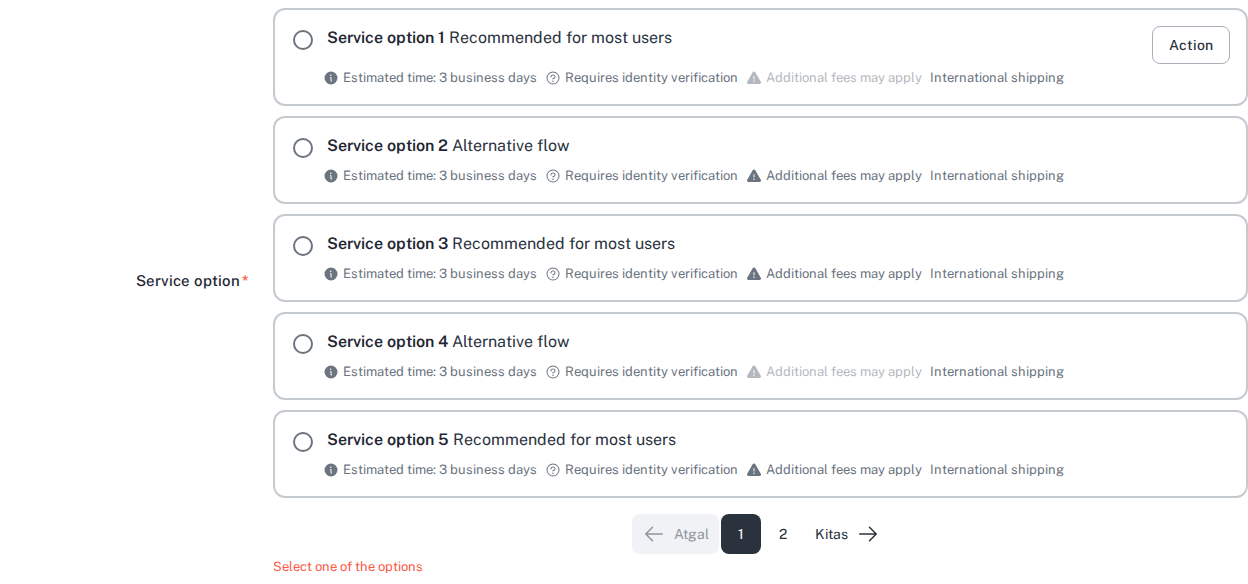 Service option 1 Recommended for most users
Action
Estimated time: 3 business days Requires identity verification Additional fees may apply International shipping
Service option 2 Alternative flow
Estimated time: 3 business days Requires identity verification Additional fees may apply International shipping
Service option 3 Recommended for most users
Estimated time: 3 business days Requires identity verification Additional fees may apply International shipping
Service option*
Service option 4 Alternative flow
Estimated time: 3 business days Requires identity verification Additional fees may apply International shipping
Service option 5 Recommended for most users
Estimated time: 3 business days Requires identity verification Additional fees may apply International shipping
Atgal 1 2 Kitas
Select one of the options